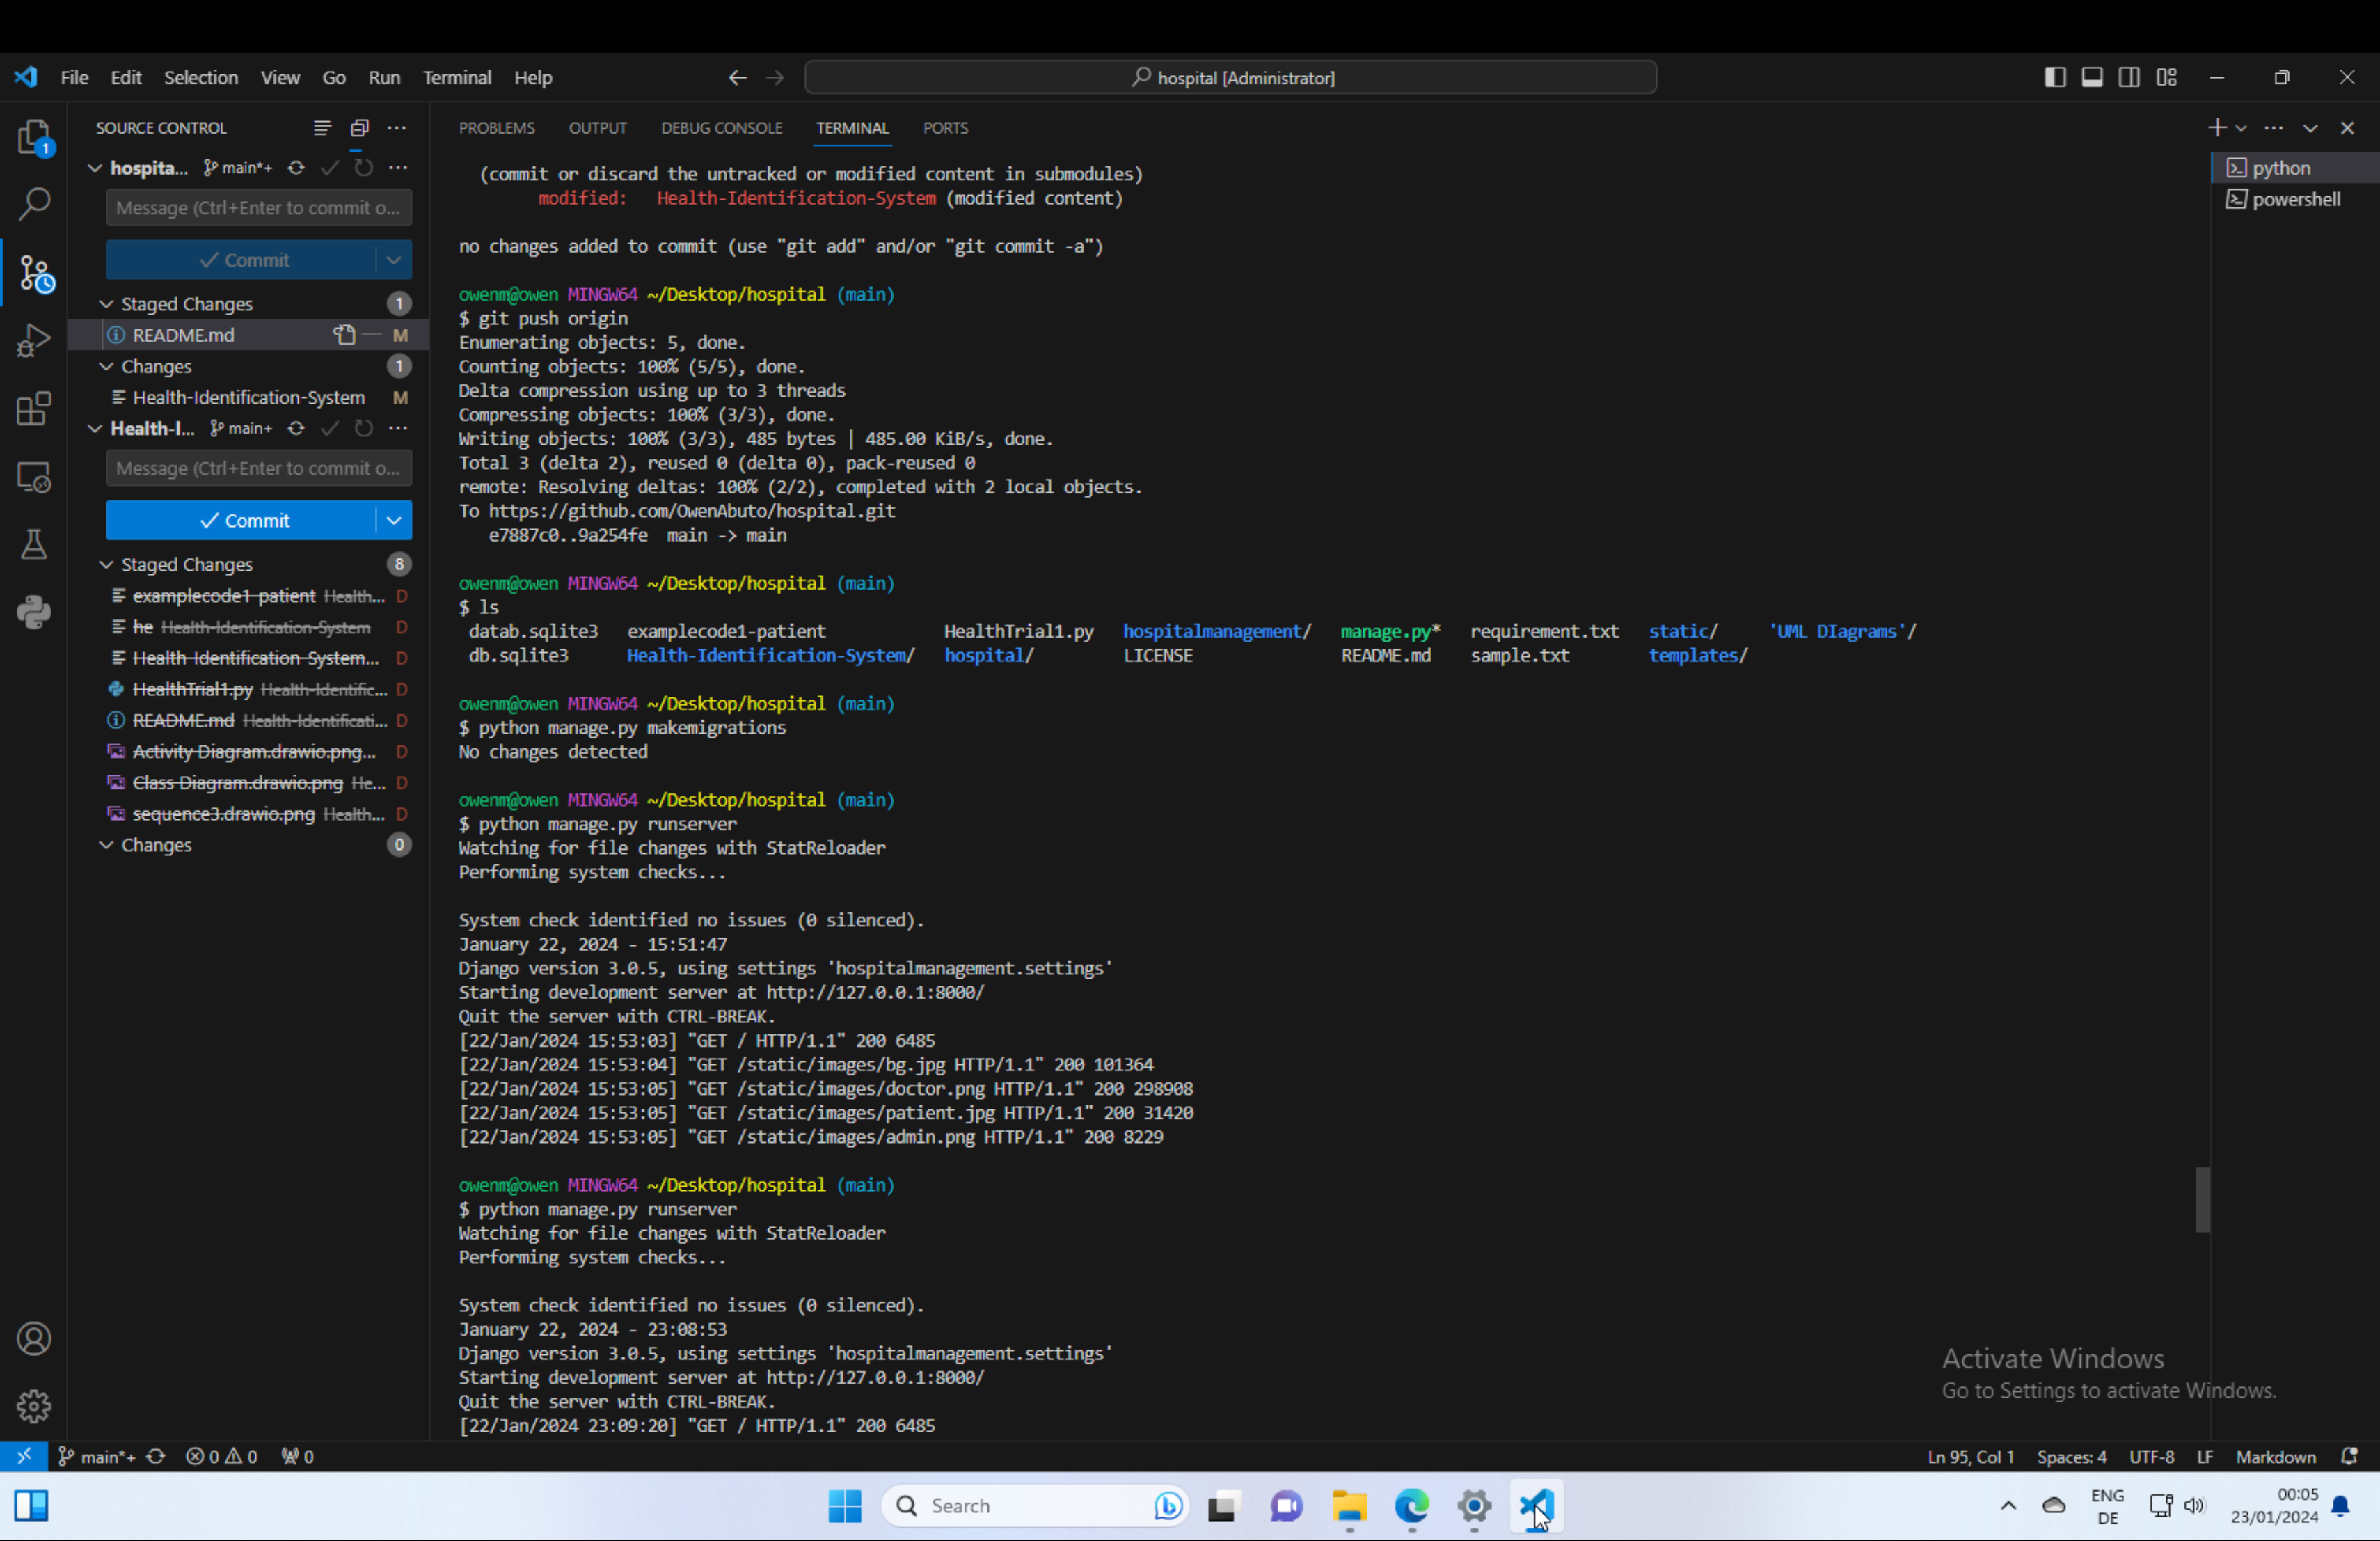 File Edit Selection View Go Run Terminal Help
hospital [Administrator]
SOURCE CONTROL
hospita... main*+
Message (Ctrl+Enter to commit o...
Commit
Staged Changes 1
README.md M
Changes 1
Health-Identification-System M
Health-I... main+
Message (Ctrl+Enter to commit o...
Commit
Staged Changes 8
examplecode1-patient Health... D
he Health-Identification-System D
Health-Identification-System... D
HealthTrial1.py Health-Identific... D
README.md Health-Identificati... D
Activity Diagram.drawio.png... D
Class Diagram.drawio.png He... D
sequence3.drawio.png Health... D
Changes 0
PROBLEMS OUTPUT DEBUG CONSOLE TERMINAL PORTS
(commit or discard the untracked or modified content in submodules)
modified: Health-Identification-System (modified content)
no changes added to commit (use "git add" and/or "git commit -a")
owenm@owen MINGW64 ~/Desktop/hospital (main)
$ git push origin
Enumerating objects: 5, done.
Counting objects: 100% (5/5), done.
Delta compression using up to 3 threads
Compressing objects: 100% (3/3), done.
Writing objects: 100% (3/3), 485 bytes | 485.00 KiB/s, done.
Total 3 (delta 2), reused 0 (delta 0), pack-reused 0
remote: Resolving deltas: 100% (2/2), completed with 2 local objects.
To https://github.com/OwenAbuto/hospital.git
e7887c0..9a254fe main -> main
owenm@owen MINGW64 ~/Desktop/hospital (main)
$ ls
datab.sqlite3 examplecode1-patient HealthTrial1.py hospitalmanagement/ manage.py* requirement.txt static/ 'UML DIagrams'/
db.sqlite3 Health-Identification-System/ hospital/ LICENSE README.md sample.txt templates/
owenm@owen MINGW64 ~/Desktop/hospital (main)
$ python manage.py makemigrations
No changes detected
owenm@owen MINGW64 ~/Desktop/hospital (main)
$ python manage.py runserver
Watching for file changes with StatReloader
Performing system checks...
System check identified no issues (0 silenced).
January 22, 2024 - 15:51:47
Django version 3.0.5, using settings 'hospitalmanagement.settings'
Starting development server at http://127.0.0.1:8000/
Quit the server with CTRL-BREAK.
[22/Jan/2024 15:53:03] "GET / HTTP/1.1" 200 6485
[22/Jan/2024 15:53:04] "GET /static/images/bg.jpg HTTP/1.1" 200 101364
[22/Jan/2024 15:53:05] "GET /static/images/doctor.png HTTP/1.1" 200 298908
[22/Jan/2024 15:53:05] "GET /static/images/patient.jpg HTTP/1.1" 200 31420
[22/Jan/2024 15:53:05] "GET /static/images/admin.png HTTP/1.1" 200 8229
owenm@owen MINGW64 ~/Desktop/hospital (main)
$ python manage.py runserver
Watching for file changes with StatReloader
Performing system checks...
System check identified no issues (0 silenced).
January 22, 2024 - 23:08:53
Django version 3.0.5, using settings 'hospitalmanagement.settings'
Starting development server at http://127.0.0.1:8000/
Quit the server with CTRL-BREAK.
[22/Jan/2024 23:09:20] "GET / HTTP/1.1" 200 6485
python
powershell
Activate Windows
Go to Settings to activate Windows.
1
main*+ 0 0 0
Ln 95, Col 1 Spaces: 4 UTF-8 LF Markdown
Search
ENG
DE
00:05
23/01/2024